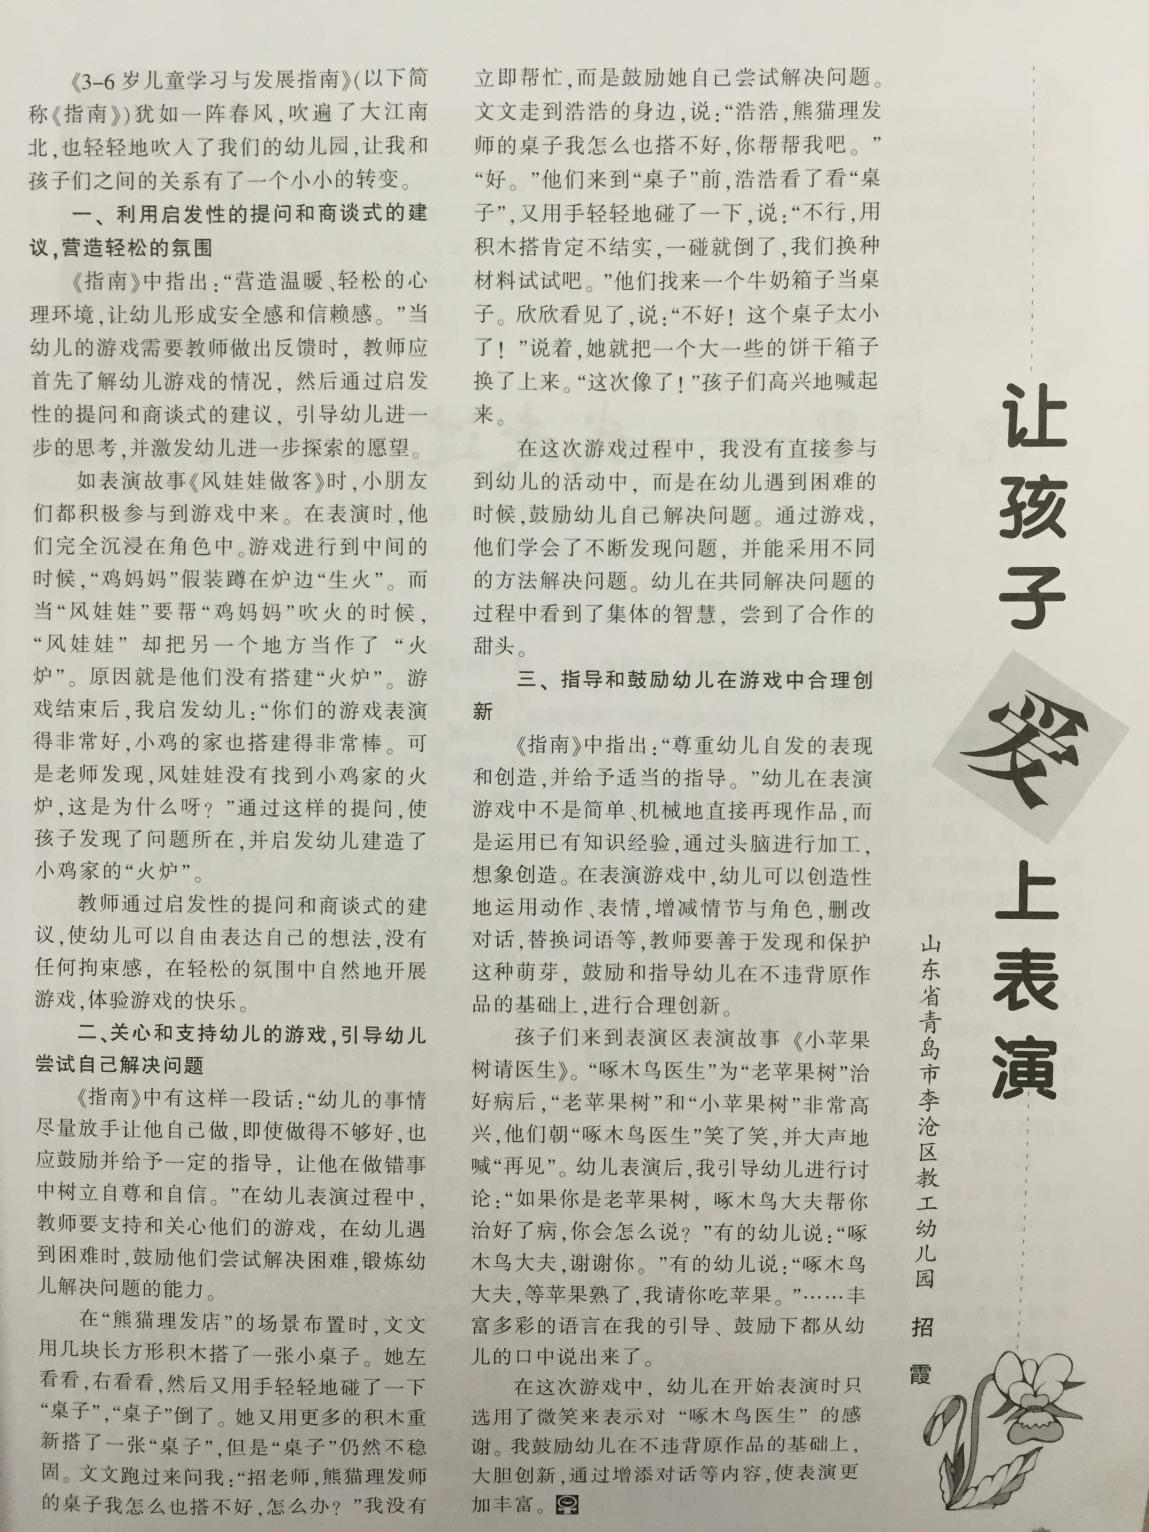 让孩子爱上表演
山东省青岛市李沧区教工幼儿园 招霞
《3-6岁儿童学习与发展指南》(以下简
称《指南》)犹如一阵春风,吹遍了大江南
北,也轻轻地吹入了我们的幼儿园,让我和
孩子们之间的关系有了一个小小的转变。
一、利用启发性的提问和商谈式的建
议,营造轻松的氛围
《指南》中指出:“营造温暖、轻松的心
理环境,让幼儿形成安全感和信赖感。”当
幼儿的游戏需要教师做出反馈时,教师应
首先了解幼儿游戏的情况,然后通过启发
性的提问和商谈式的建议,引导幼儿进一
步的思考,并激发幼儿进一步探索的愿望。
如表演故事《风娃娃做客》时,小朋友
们都积极参与到游戏中来。在表演时,他
们完全沉浸在角色中。游戏进行到中间的
时候,“鸡妈妈”假装蹲在炉边“生火”。而
当“风娃娃”要帮“鸡妈妈”吹火的时候,
“风娃娃”却把另一个地方当作了“火
炉”。原因就是他们没有搭建“火炉”。游
戏结束后,我启发幼儿:“你们的游戏表演
得非常好,小鸡的家也搭建得非常棒。可
是老师发现,风娃娃没有找到小鸡家的火
炉,这是为什么呀?”通过这样的提问,使
孩子发现了问题所在,并启发幼儿建造了
小鸡家的“火炉”。
教师通过启发性的提问和商谈式的建
议,使幼儿可以自由表达自己的想法,没有
任何拘束感,在轻松的氛围中自然地开展
游戏,体验游戏的快乐。
二、关心和支持幼儿的游戏,引导幼儿
尝试自己解决问题
《指南》中有这样一段话:“幼儿的事情
尽量放手让他自己做,即使做得不够好,也
应鼓励并给予一定的指导,让他在做错事
中树立自尊和自信。”在幼儿表演过程中,
教师要支持和关心他们的游戏,在幼儿遇
到困难时,鼓励他们尝试解决困难,锻炼幼
儿解决问题的能力。
在“熊猫理发店”的场景布置时,文文
用几块长方形积木搭了一张小桌子。她左
看看,右看看,然后又用手轻轻地碰了一下
“桌子”,“桌子”倒了。她又用更多的积木重
新搭了一张“桌子”,但是“桌子”仍然不稳
固。文文跑过来问我:“招老师,熊猫理发师
的桌子我怎么也搭不好,怎么办?”我没有
立即帮忙,而是鼓励她自己尝试解决问题。
文文走到浩浩的身边,说:“浩浩,熊猫理发
师的桌子我怎么也搭不好,你帮帮我吧。”
“好。”他们来到“桌子”前,浩浩看了看“桌
子”,又用手轻轻地碰了一下,说:“不行,用
积木搭肯定不结实,一碰就倒了,我们换种
材料试试吧。”他们找来一个牛奶箱子当桌
子。欣欣看见了,说:“不好!这个桌子太小
了!”说着,她就把一个大一些的饼干箱子
换了上来。“这次像了!”孩子们高兴地喊起
来。
在这次游戏过程中,我没有直接参与
到幼儿的活动中,而是在幼儿遇到困难的
时候,鼓励幼儿自己解决问题。通过游戏,
他们学会了不断发现问题,并能采用不同
的方法解决问题。幼儿在共同解决问题的
过程中看到了集体的智慧,尝到了合作的
甜头。
三、指导和鼓励幼儿在游戏中合理创
新
《指南》中指出:“尊重幼儿自发的表现
和创造,并给予适当的指导。”幼儿在表演
游戏中不是简单、机械地直接再现作品,而
是运用已有知识经验,通过头脑进行加工,
想象创造。在表演游戏中,幼儿可以创造性
地运用动作、表情,增减情节与角色,删改
对话,替换词语等,教师要善于发现和保护
这种萌芽,鼓励和指导幼儿在不违背原作
品的基础上,进行合理创新。
孩子们来到表演区表演故事《小苹果
树请医生》。“啄木鸟医生”为“老苹果树”治
好病后,“老苹果树”和“小苹果树”非常高
兴,他们朝“啄木鸟医生”笑了笑,并大声地
喊“再见”。幼儿表演后,我引导幼儿进行讨
论:“如果你是老苹果树,啄木鸟大夫帮你
治好了病,你会怎么说?”有的幼儿说:“啄
木鸟大夫,谢谢你。”有的幼儿说:“啄木鸟
大夫,等苹果熟了,我请你吃苹果。”……丰
富多彩的语言在我的引导、鼓励下都从幼
儿的口中说出来了。
在这次游戏中,幼儿在开始表演时只
选用了微笑来表示对“啄木鸟医生”的感
谢。我鼓励幼儿在不违背原作品的基础上,
大胆创新,通过增添对话等内容,使表演更
加丰富。